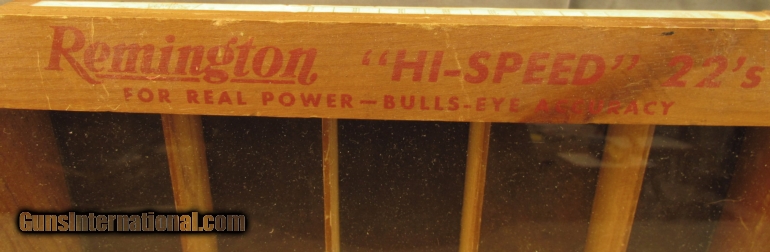 Remington "HI-SPEED" 22's
FOR REAL POWER—BULLS-EYE ACCURACY
GunsInternational.com